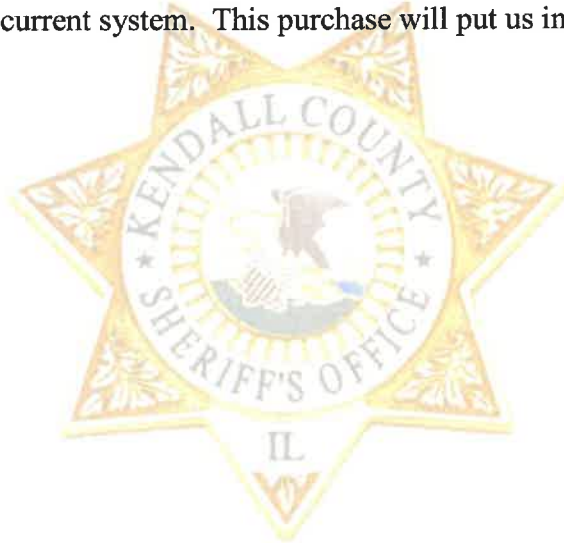 current system.  This purchase will put us in
KENDALL COUNTY
SHERIFF'S OFFICE
IL